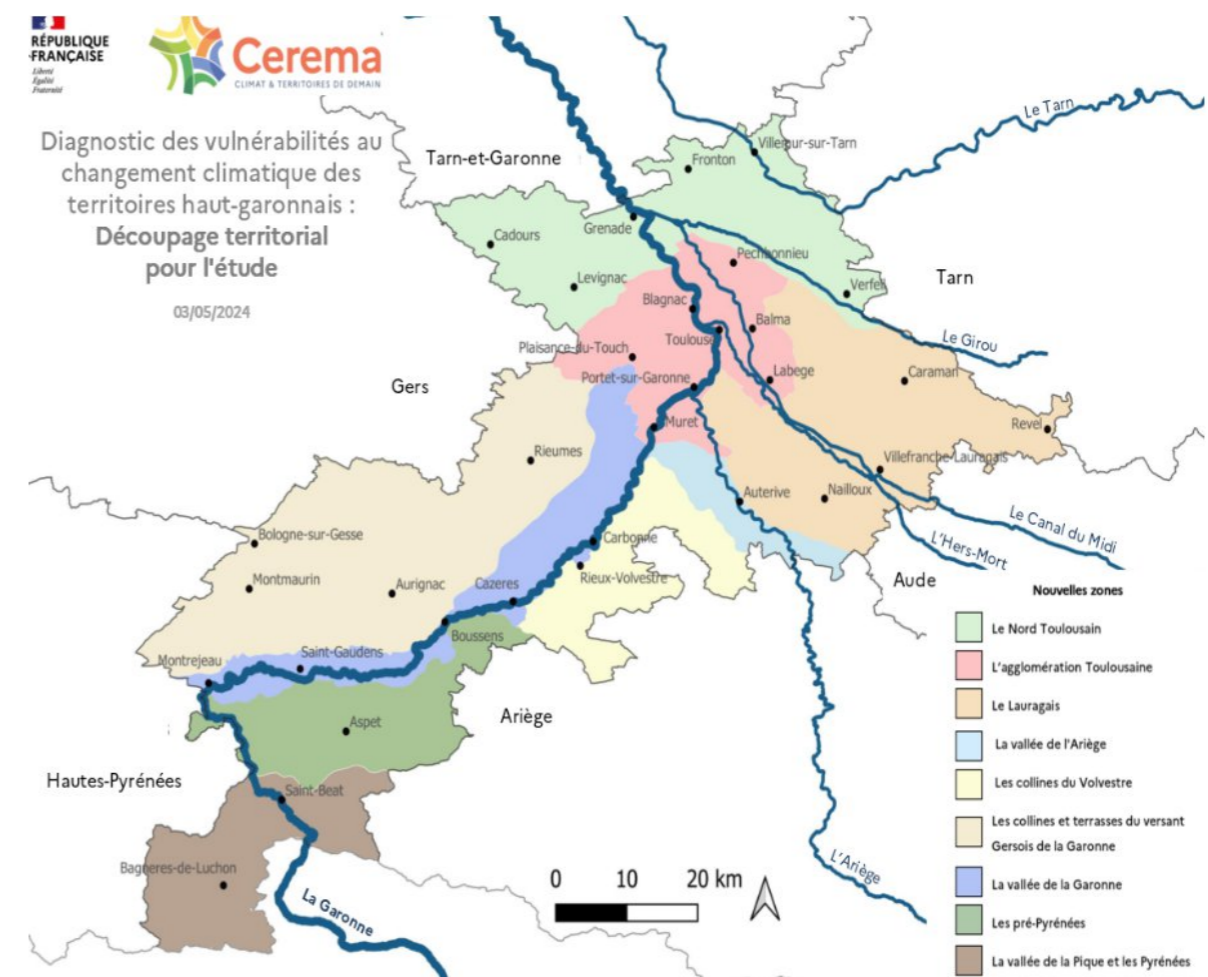 RÉPUBLIQUE
FRANÇAISE
Liberté
Égalité
Fraternité
Cerema
CLIMAT & TERRITOIRES DE DEMAIN
Diagnostic des vulnérabilités au
changement climatique des
territoires haut-garonnais :
Découpage territorial
pour l'étude
03/05/2024
Le Tarn
Tarn-et-Garonne
Villemur-sur-Tarn
Fronton
Grenade
Cadours
Pechbonnieu
Tarn
Levignac
Verfeil
Blagnac
Balma
Toulouse
Le Girou
Plaisance-du-Touch
Labege
Caraman
Portet-sur-Garonne
Gers
Muret
Revel
Rieumes
Villefranche-Lauragais
Auterive
Nailloux
Le Canal du Midi
Bologne-sur-Gesse
Carbonne
L'Hers-Mort
Rieux-Volvestre
Montmaurin
Aurignac
Cazeres
Aude
Boussens
Saint-Gaudens
Montrejeau
Ariège
Aspet
Hautes-Pyrénées
Saint-Beat
Bagneres-de-Luchon
L'Ariège
La Garonne
0 10 20 km
Nouvelles zones
Le Nord Toulousain
L'agglomération Toulousaine
Le Lauragais
La vallée de l'Ariège
Les collines du Volvestre
Les collines et terrasses du versant
Gersois de la Garonne
La vallée de la Garonne
Les pré-Pyrénées
La vallée de la Pique et les Pyrénées